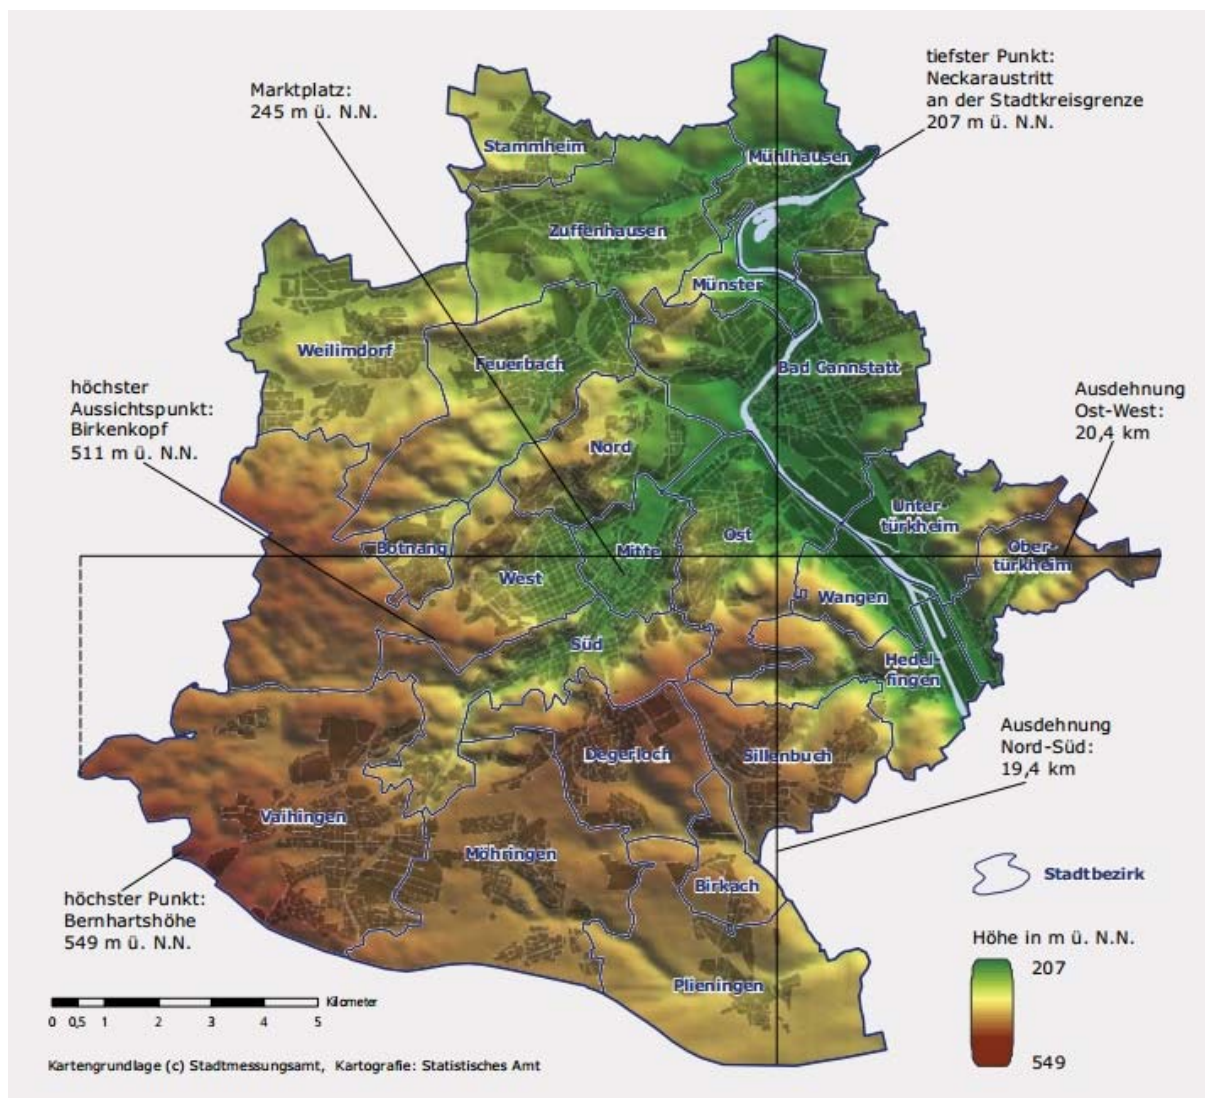 tiefster Punkt:
Neckaraustritt
an der Stadtkreisgrenze
207 m ü. N.N.
Marktplatz:
245 m ü. N.N.
Stammheim
Mühlhausen
Zuffenhausen
Münster
Weilimdorf
Feuerbach
Bad Cannstatt
höchster
Aussichtspunkt:
Birkenkopf
511 m ü. N.N.
Ausdehnung
Ost-West:
20,4 km
Nord
Unter-
türkheim
Botnang
Mitte
Ost
Ober-
türkheim
West
Wangen
Süd
Hedel-
fingen
Degerloch
Sillenbuch
Ausdehnung
Nord-Süd:
19,4 km
Vaihingen
Möhringen
Birkach
Stadtbezirk
höchster Punkt:
Bernhartshöhe
549 m ü. N.N.
Plieningen
Höhe in m ü. N.N.
207
549
Kilometer
0 0,5 1 2 3 4 5
Kartengrundlage (c) Stadtmessungsamt, Kartografie: Statistisches Amt